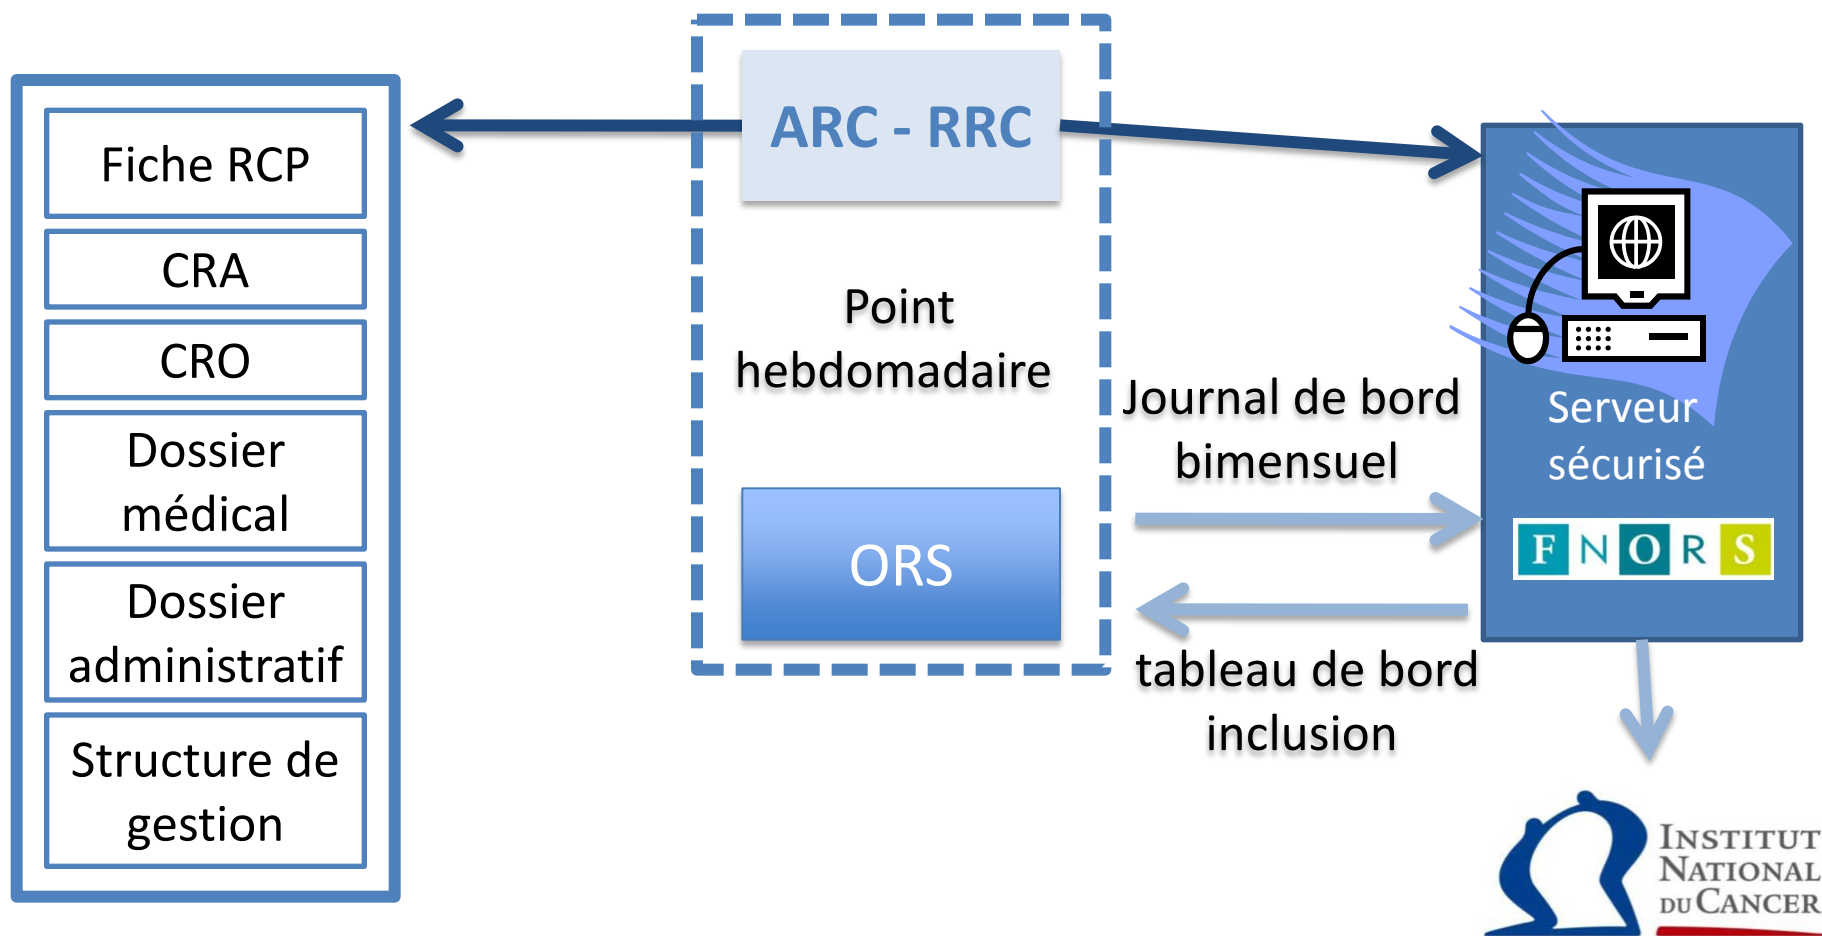 Fiche RCP
CRA
CRO
Dossier
médical
Dossier
administratif
Structure de
gestion
ARC - RRC
Point
hebdomadaire
ORS
Journal de bord
bimensuel
tableau de bord
inclusion
Serveur
sécurisé
FNORS
INSTITUT
NATIONAL
DU CANCER